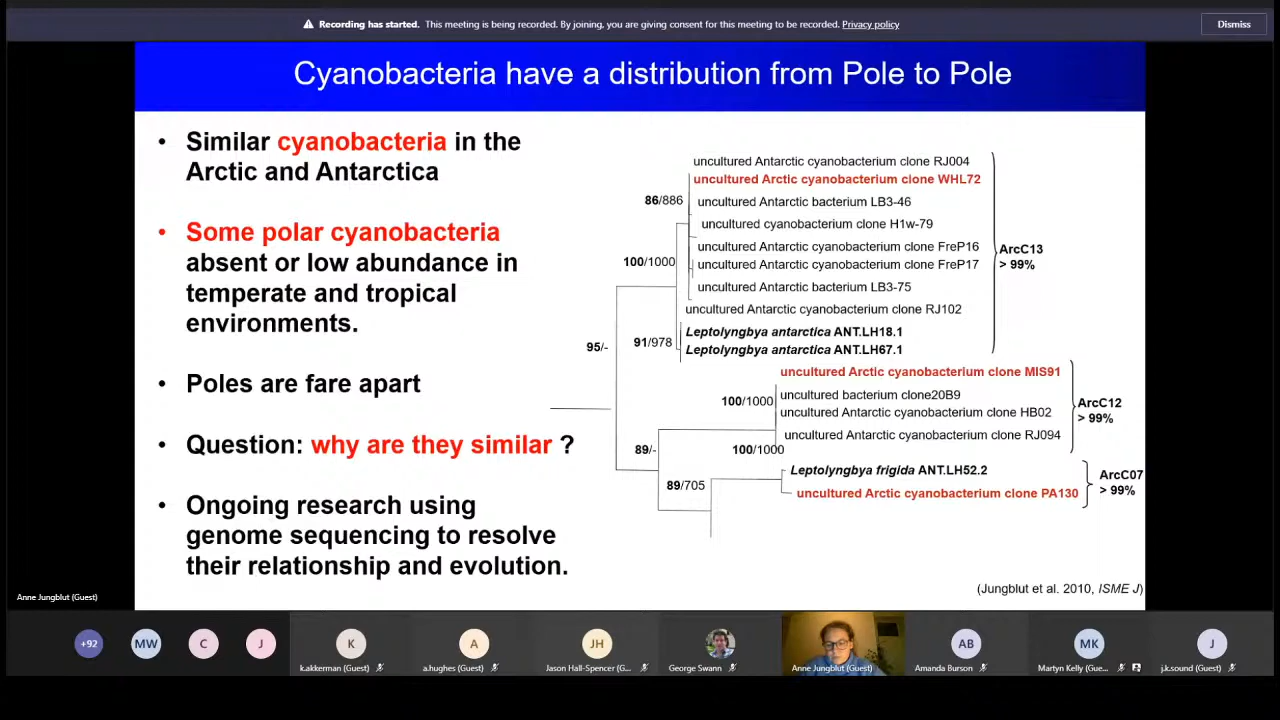 Recording has started. This meeting is being recorded. By joining, you are giving consent for this meeting to be recorded. Privacy policy
Dismiss
Cyanobacteria have a distribution from Pole to Pole
• Similar cyanobacteria in the
Arctic and Antarctica
• Some polar cyanobacteria
absent or low abundance in
temperate and tropical
environments.
• Poles are fare apart
• Question: why are they similar ?
• Ongoing research using
genome sequencing to resolve
their relationship and evolution.
uncultured Antarctic cyanobacterium clone RJ004
uncultured Arctic cyanobacterium clone WHL72
86/886
uncultured Antarctic bacterium LB3-46
uncultured cyanobacterium clone H1w-79
uncultured Antarctic cyanobacterium clone FreP16
ArcC13
100/1000
uncultured Antarctic cyanobacterium clone FreP17
> 99%
uncultured Antarctic bacterium LB3-75
uncultured Antarctic cyanobacterium clone RJ102
Leptolyngbya antarctica ANT.LH18.1
91/978
95/-
Leptolyngbya antarctica ANT.LH67.1
uncultured Arctic cyanobacterium clone MIS91
uncultured bacterium clone20B9
100/1000
ArcC12
uncultured Antarctic cyanobacterium clone HB02
> 99%
uncultured Antarctic cyanobacterium clone RJ094
89/-
100/1000
Leptolyngbya frigida ANT.LH52.2
ArcC07
89/705
> 99%
uncultured Arctic cyanobacterium clone PA130
(Jungblut et al. 2010, ISME J)
Anne Jungblut (Guest)
+92
MW
C
J
K
A
JH
AB
MK
J
k.akkerman (Guest)
a.hughes (Guest)
Jason Hall-Spencer (G...
George Swann
Anne Jungblut (Guest)
Amanda Burson
Martyn Kelly (Gue...
j.k.sound (Guest)